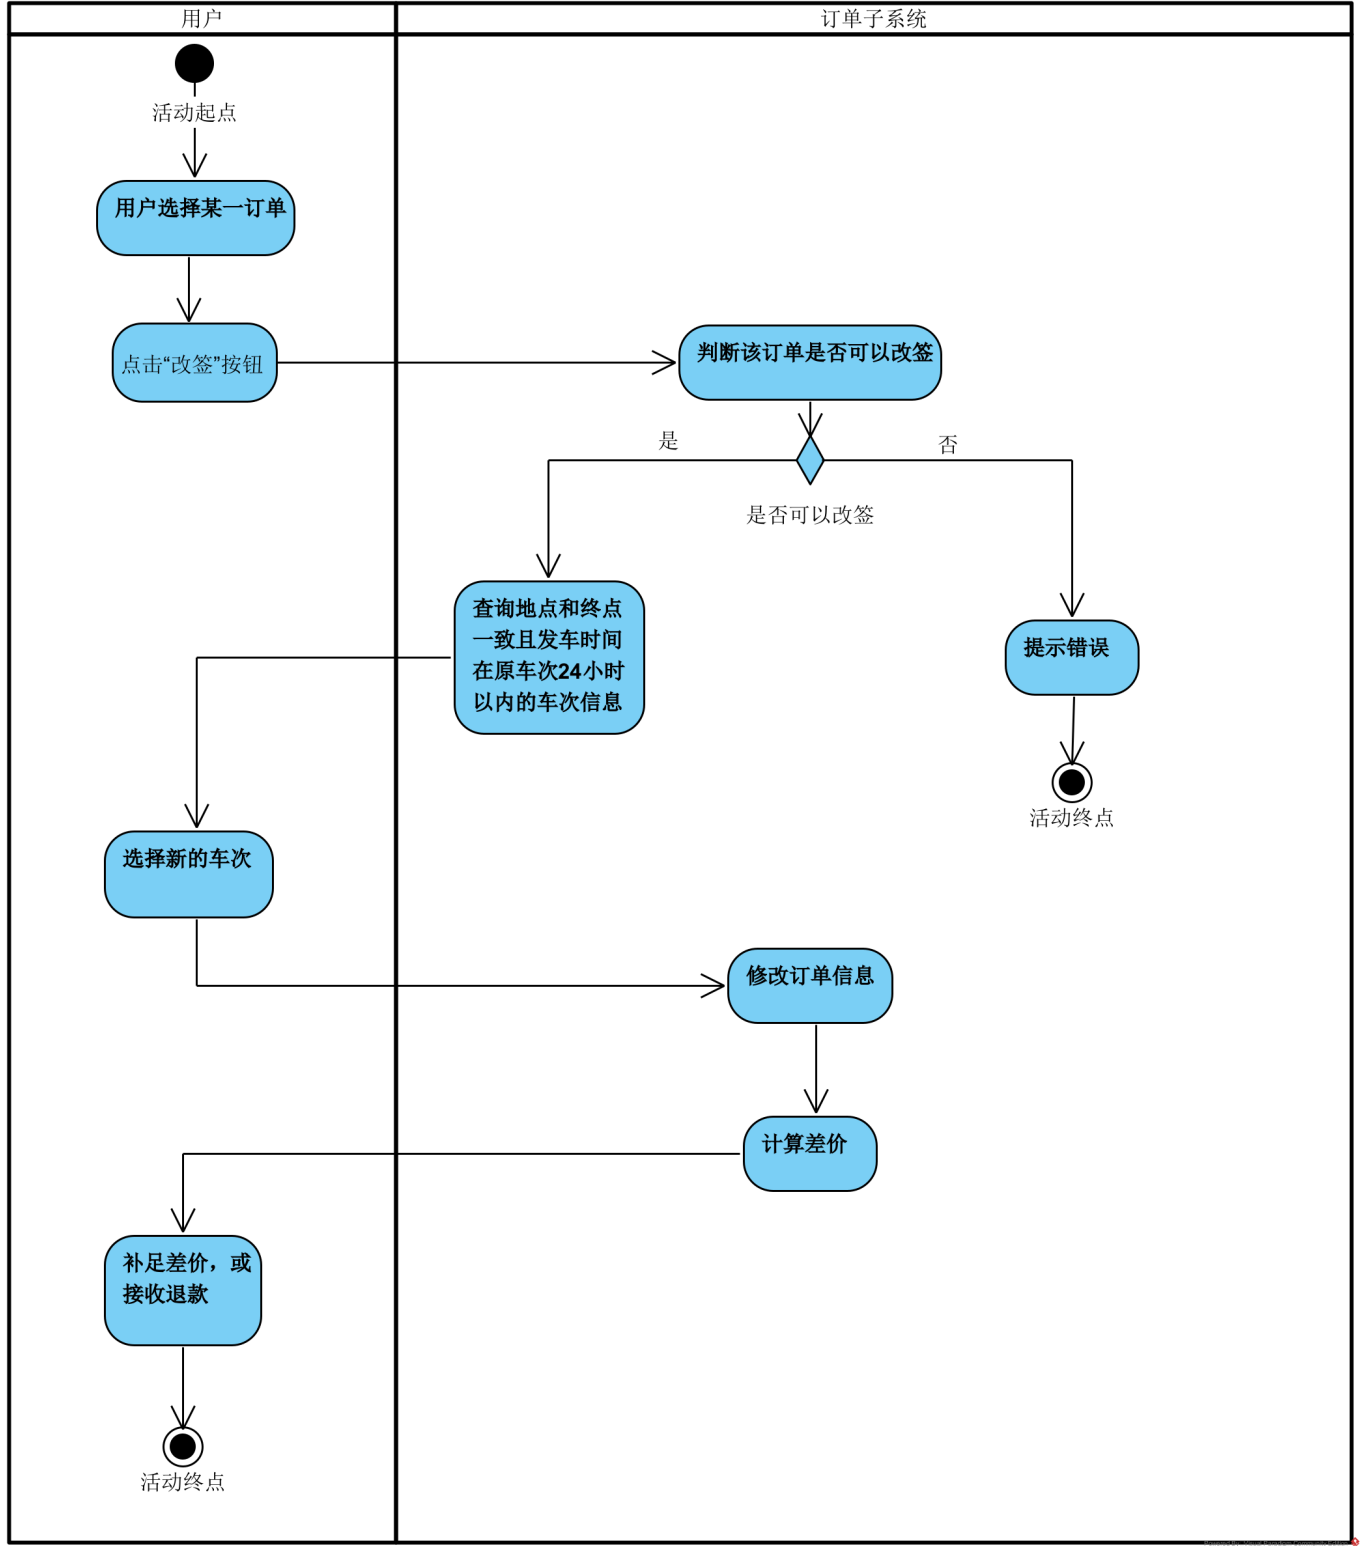 用户
订单子系统
活动起点
用户选择某一订单
点击“改签”按钮
判断该订单是否可以改签
是
否
是否可以改签
查询地点和终点
一致且发车时间
在原车次24小时
以内的车次信息
提示错误
活动终点
选择新的车次
修改订单信息
计算差价
补足差价，或
接收退款
活动终点